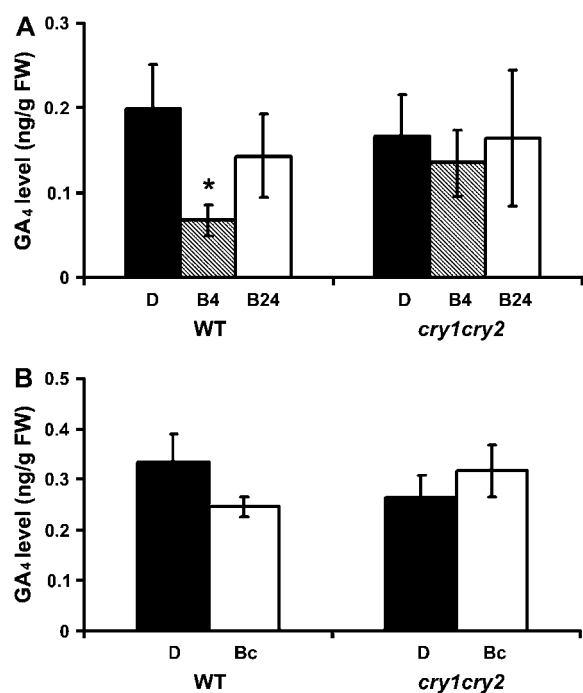 A
GA₄ level (ng/g FW)
0.3
0.2
0.1
0
*
D B4 B24 D B4 B24
WT cry1cry2
B
GA₄ level (ng/g FW)
0.5
0.4
0.3
0.2
0.1
0
D Bc D Bc
WT cry1cry2